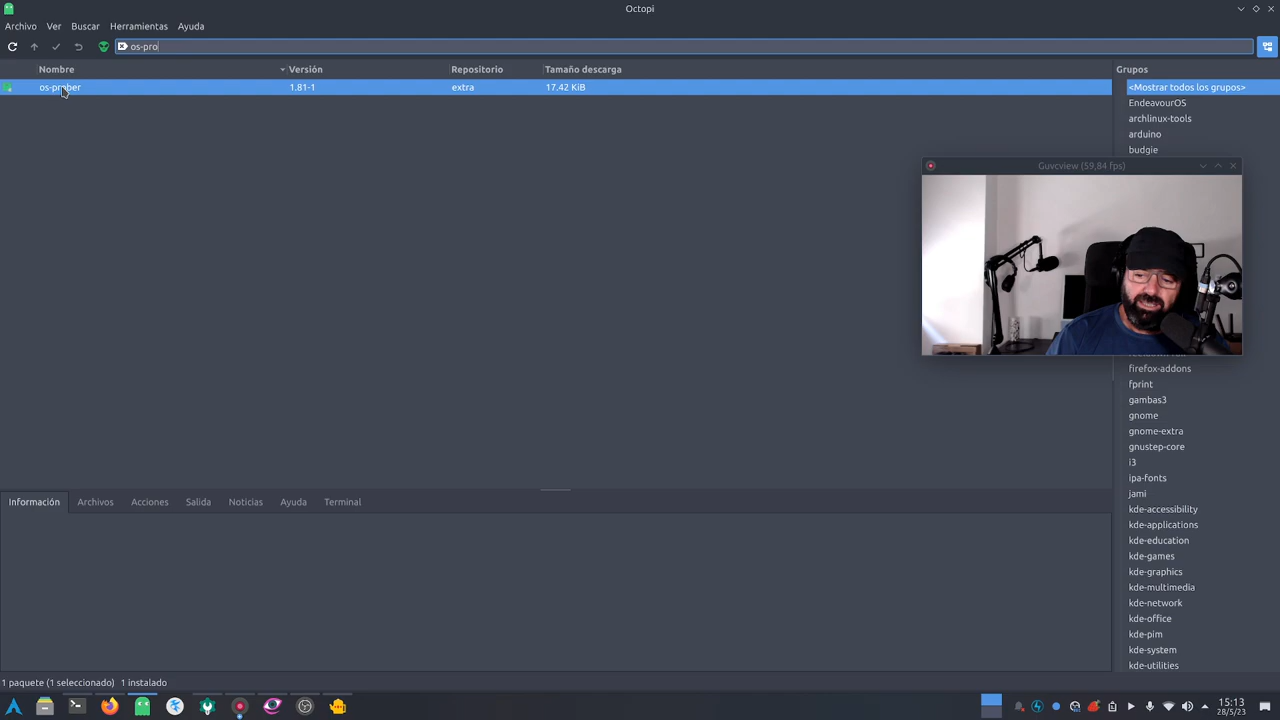 Octopi
Archivo Ver Buscar Herramientas Ayuda
os-pro
Nombre Versión Repositorio Tamaño descarga Grupos
os-prober 1.81-1 extra 17.42 KiB <Mostrar todos los grupos>
EndeavourOS
archlinux-tools
arduino
budgie
Guvcview (59,84 fps)
firefox-addons
fprint
gambas3
gnome
gnome-extra
gnustep-core
i3
ipa-fonts
jami
kde-accessibility
kde-applications
kde-education
kde-games
kde-graphics
kde-multimedia
kde-network
kde-office
kde-pim
kde-system
kde-utilities
Información Archivos Acciones Salida Noticias Ayuda Terminal
1 paquete (1 seleccionado) 1 instalado
15:13
28/5/23